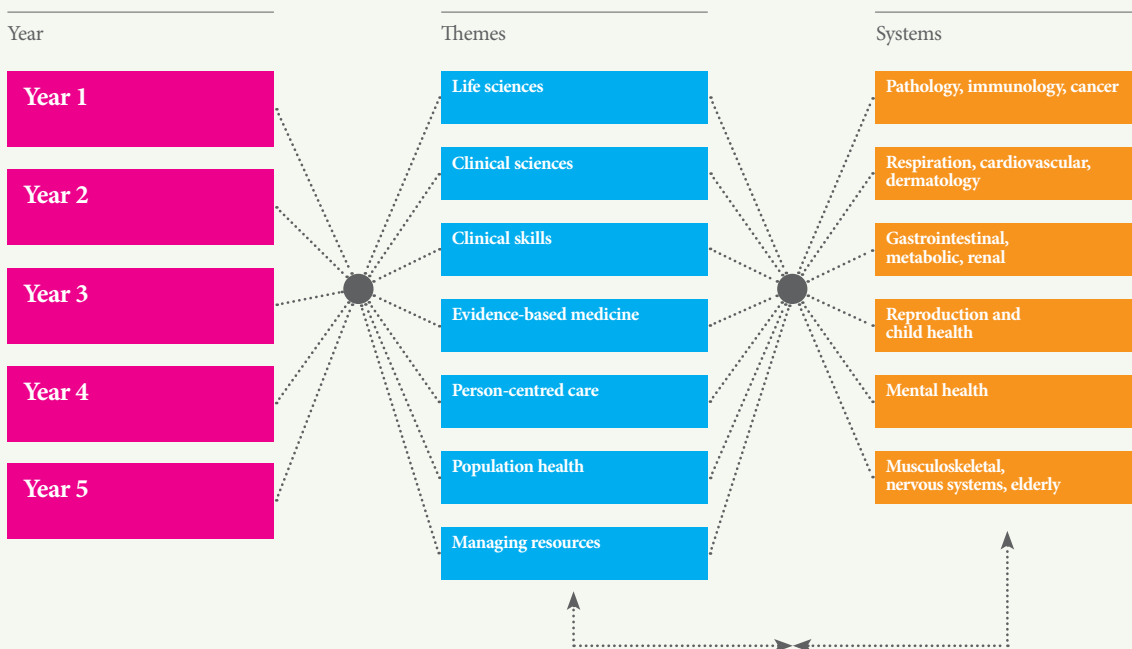 Year
Year 1
Year 2
Year 3
Year 4
Year 5
Themes
Life sciences
Clinical sciences
Clinical skills
Evidence-based medicine
Person-centred care
Population health
Managing resources
Systems
Pathology, immunology, cancer
Respiration, cardiovascular,
dermatology
Gastrointestinal,
metabolic, renal
Reproduction and
child health
Mental health
Musculoskeletal,
nervous systems, elderly